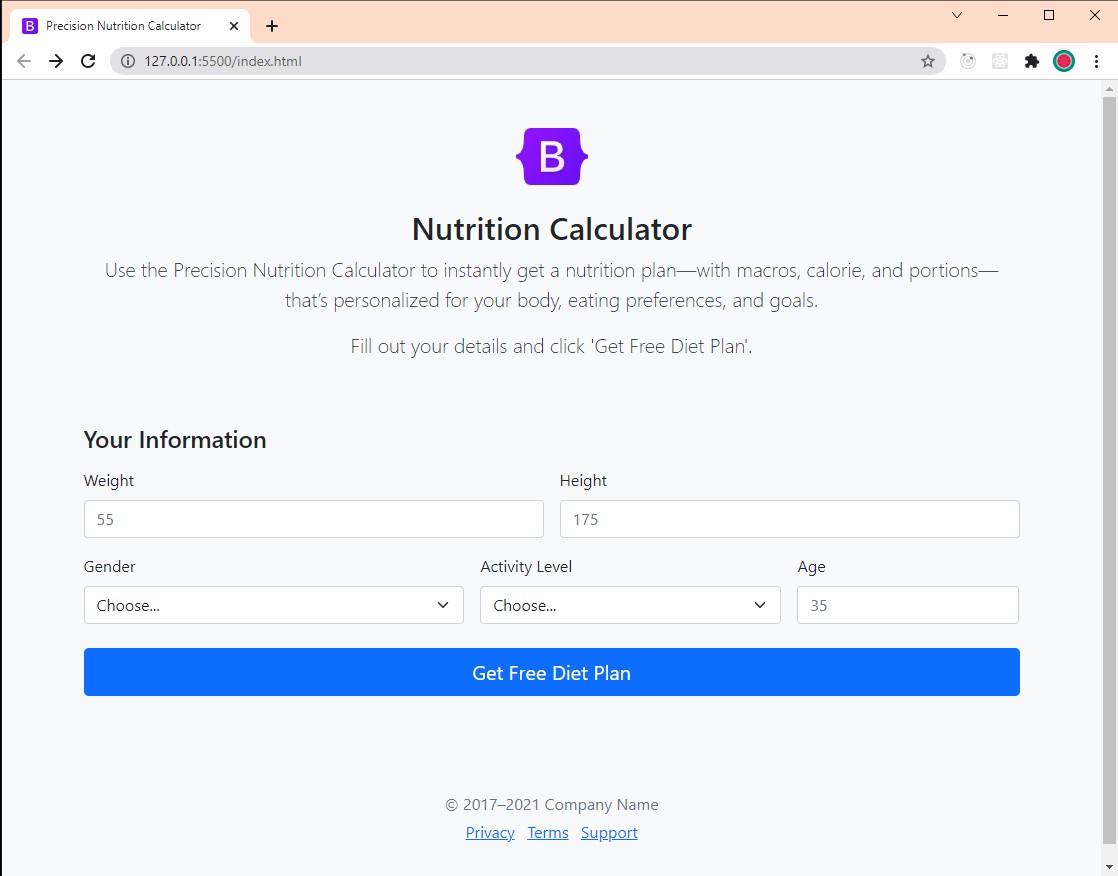 B Precision Nutrition Calculator
127.0.0.1:5500/index.html
B
Nutrition Calculator
Use the Precision Nutrition Calculator to instantly get a nutrition plan—with macros, calorie, and portions—
that’s personalized for your body, eating preferences, and goals.
Fill out your details and click 'Get Free Diet Plan'.
Your Information
Weight Height
55 175
Gender Activity Level Age
Choose... Choose... 35
Get Free Diet Plan
© 2017–2021 Company Name
Privacy Terms Support